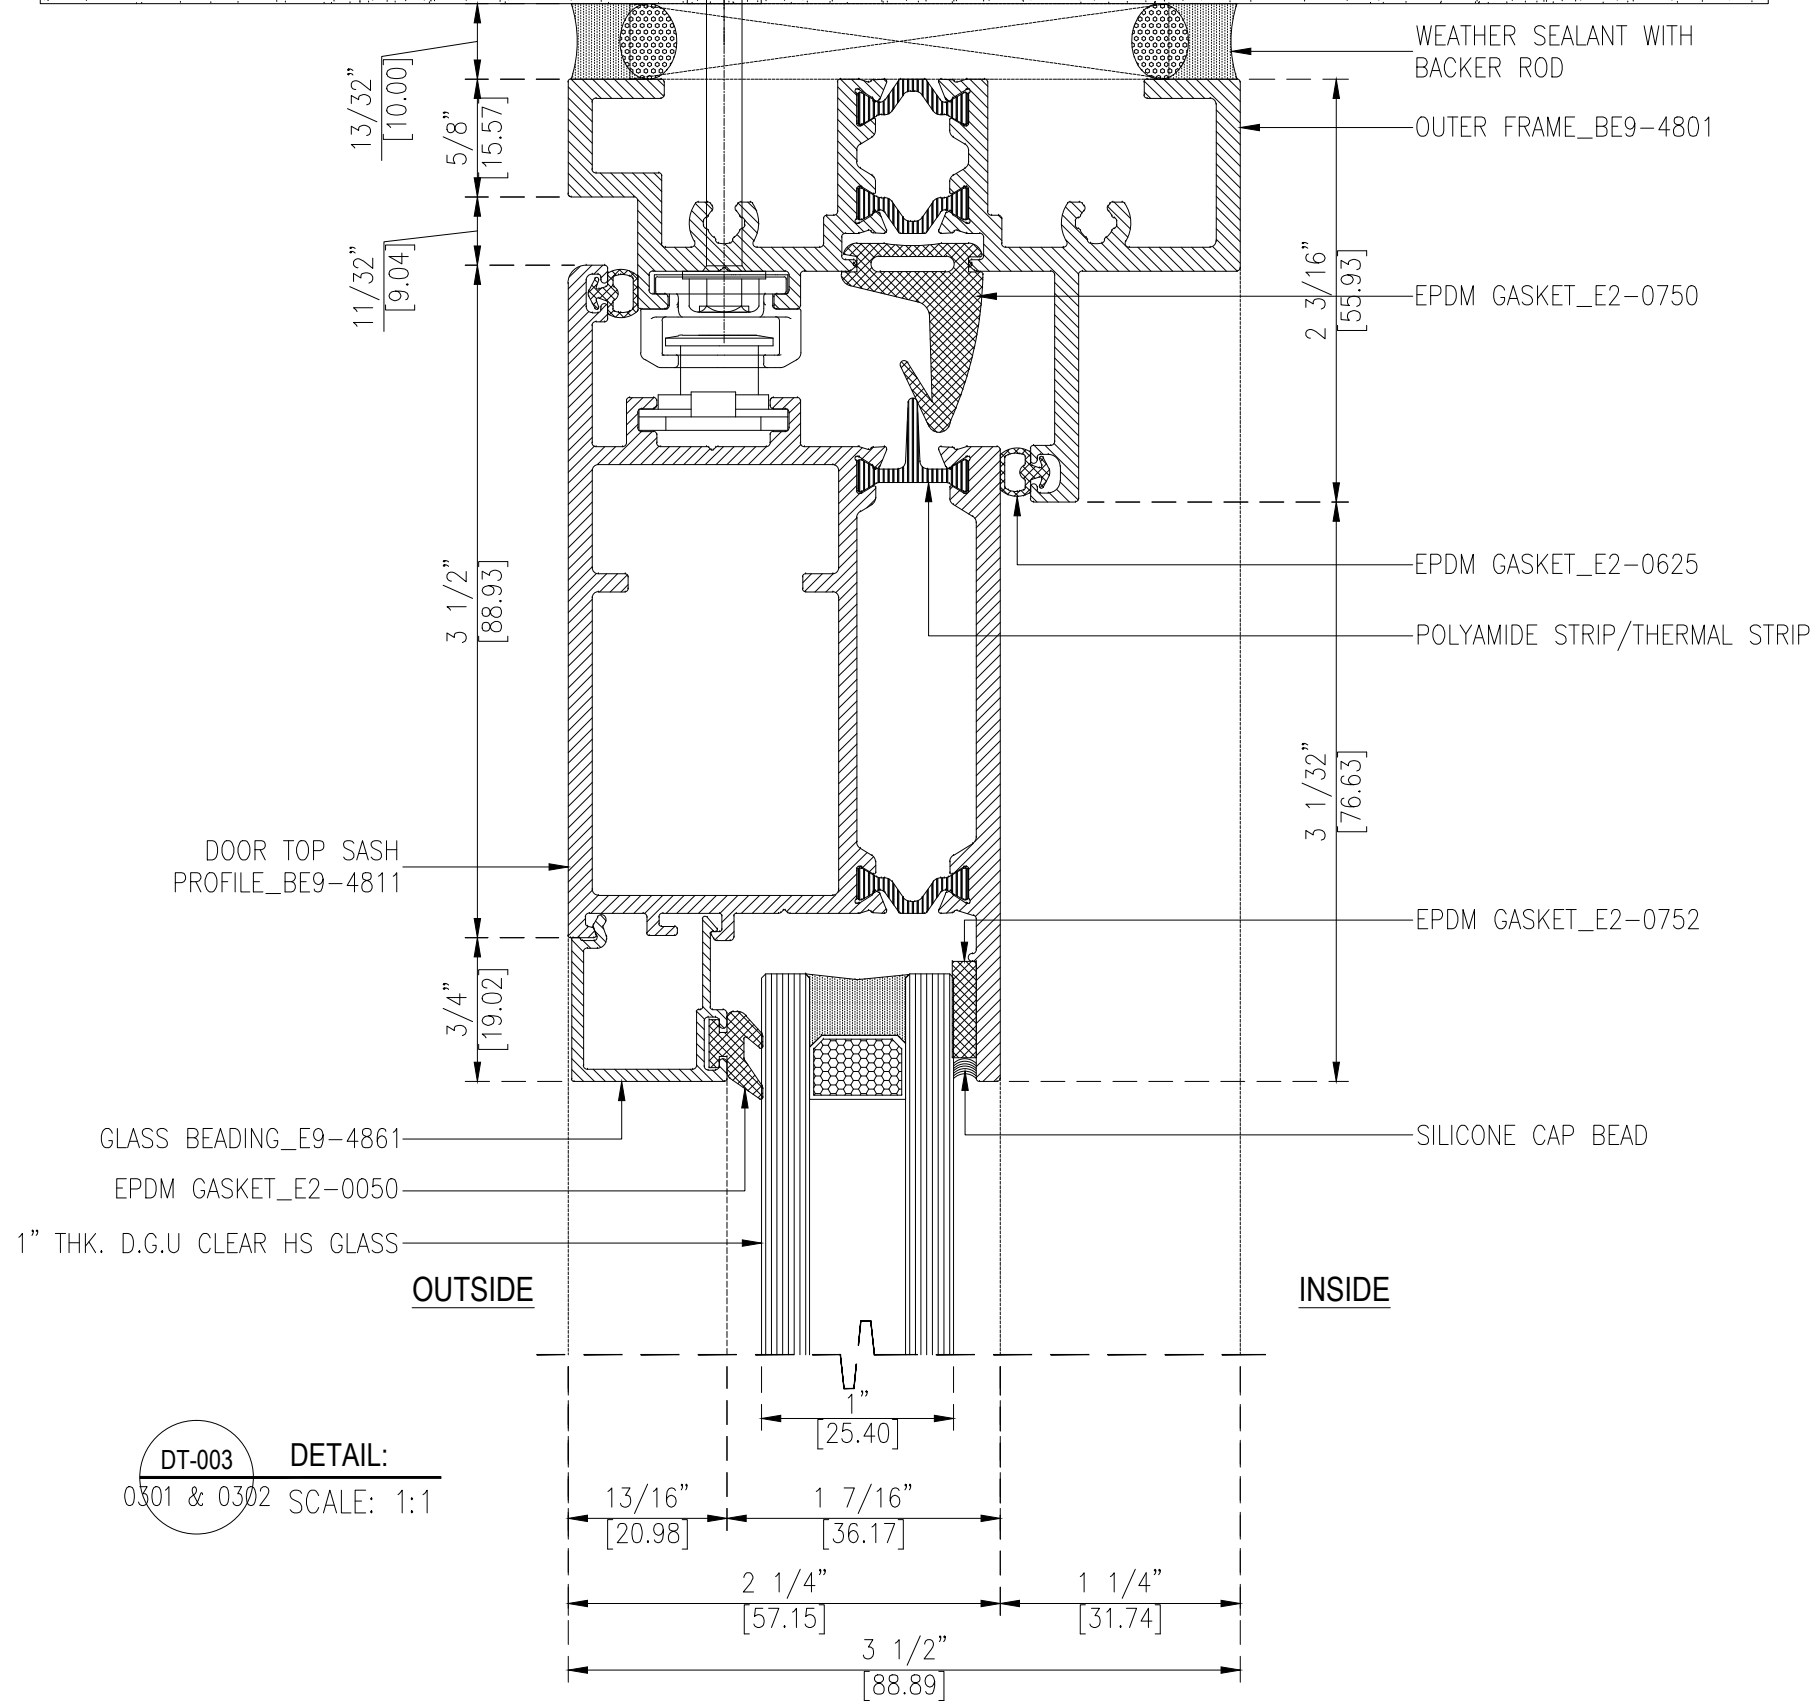 WEATHER SEALANT WITH
BACKER ROD
OUTER FRAME_BE9-4801
EPDM GASKET_E2-0750
EPDM GASKET_E2-0625
POLYAMIDE STRIP/THERMAL STRIP
EPDM GASKET_E2-0752
SILICONE CAP BEAD
13/32"
[10.00]
5/8"
[15.57]
11/32"
[9.04]
3 1/2"
[88.93]
3/4"
[19.02]
2 3/16"
[55.93]
3 1/32"
[76.63]
DOOR TOP SASH
PROFILE_BE9-4811
GLASS BEADING_E9-4861
EPDM GASKET_E2-0050
1" THK. D.G.U CLEAR HS GLASS
OUTSIDE
INSIDE
1"
[25.40]
13/16"
[20.98]
1 7/16"
[36.17]
2 1/4"
[57.15]
1 1/4"
[31.74]
3 1/2"
[88.89]
DT-003 DETAIL:
0301 & 0302 SCALE: 1:1